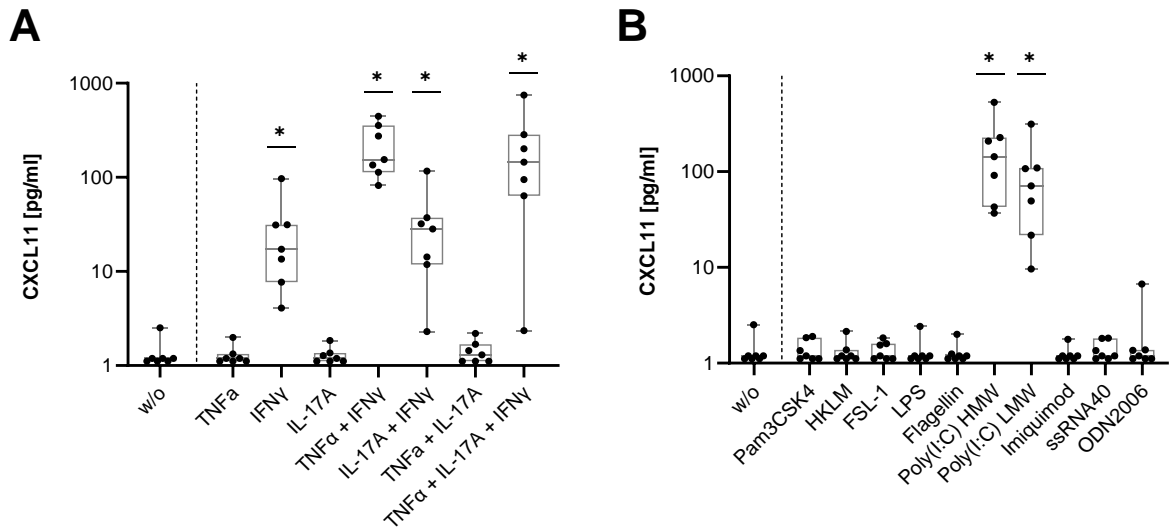 A
CXCL11 [pg/ml]
1000
100
10
1
*
*
*
*
w/o
TNFa
IFNγ
IL-17A
TNFα + IFNγ
IL-17A + IFNγ
TNFa + IL-17A
TNFα + IL-17A + IFNγ
B
CXCL11 [pg/ml]
1000
100
10
1
*
*
w/o
Pam3CSK4
HKLM
FSL-1
LPS
Flagellin
Poly(I:C) HMW
Poly(I:C) LMW
Imiquimod
ssRNA40
ODN2006